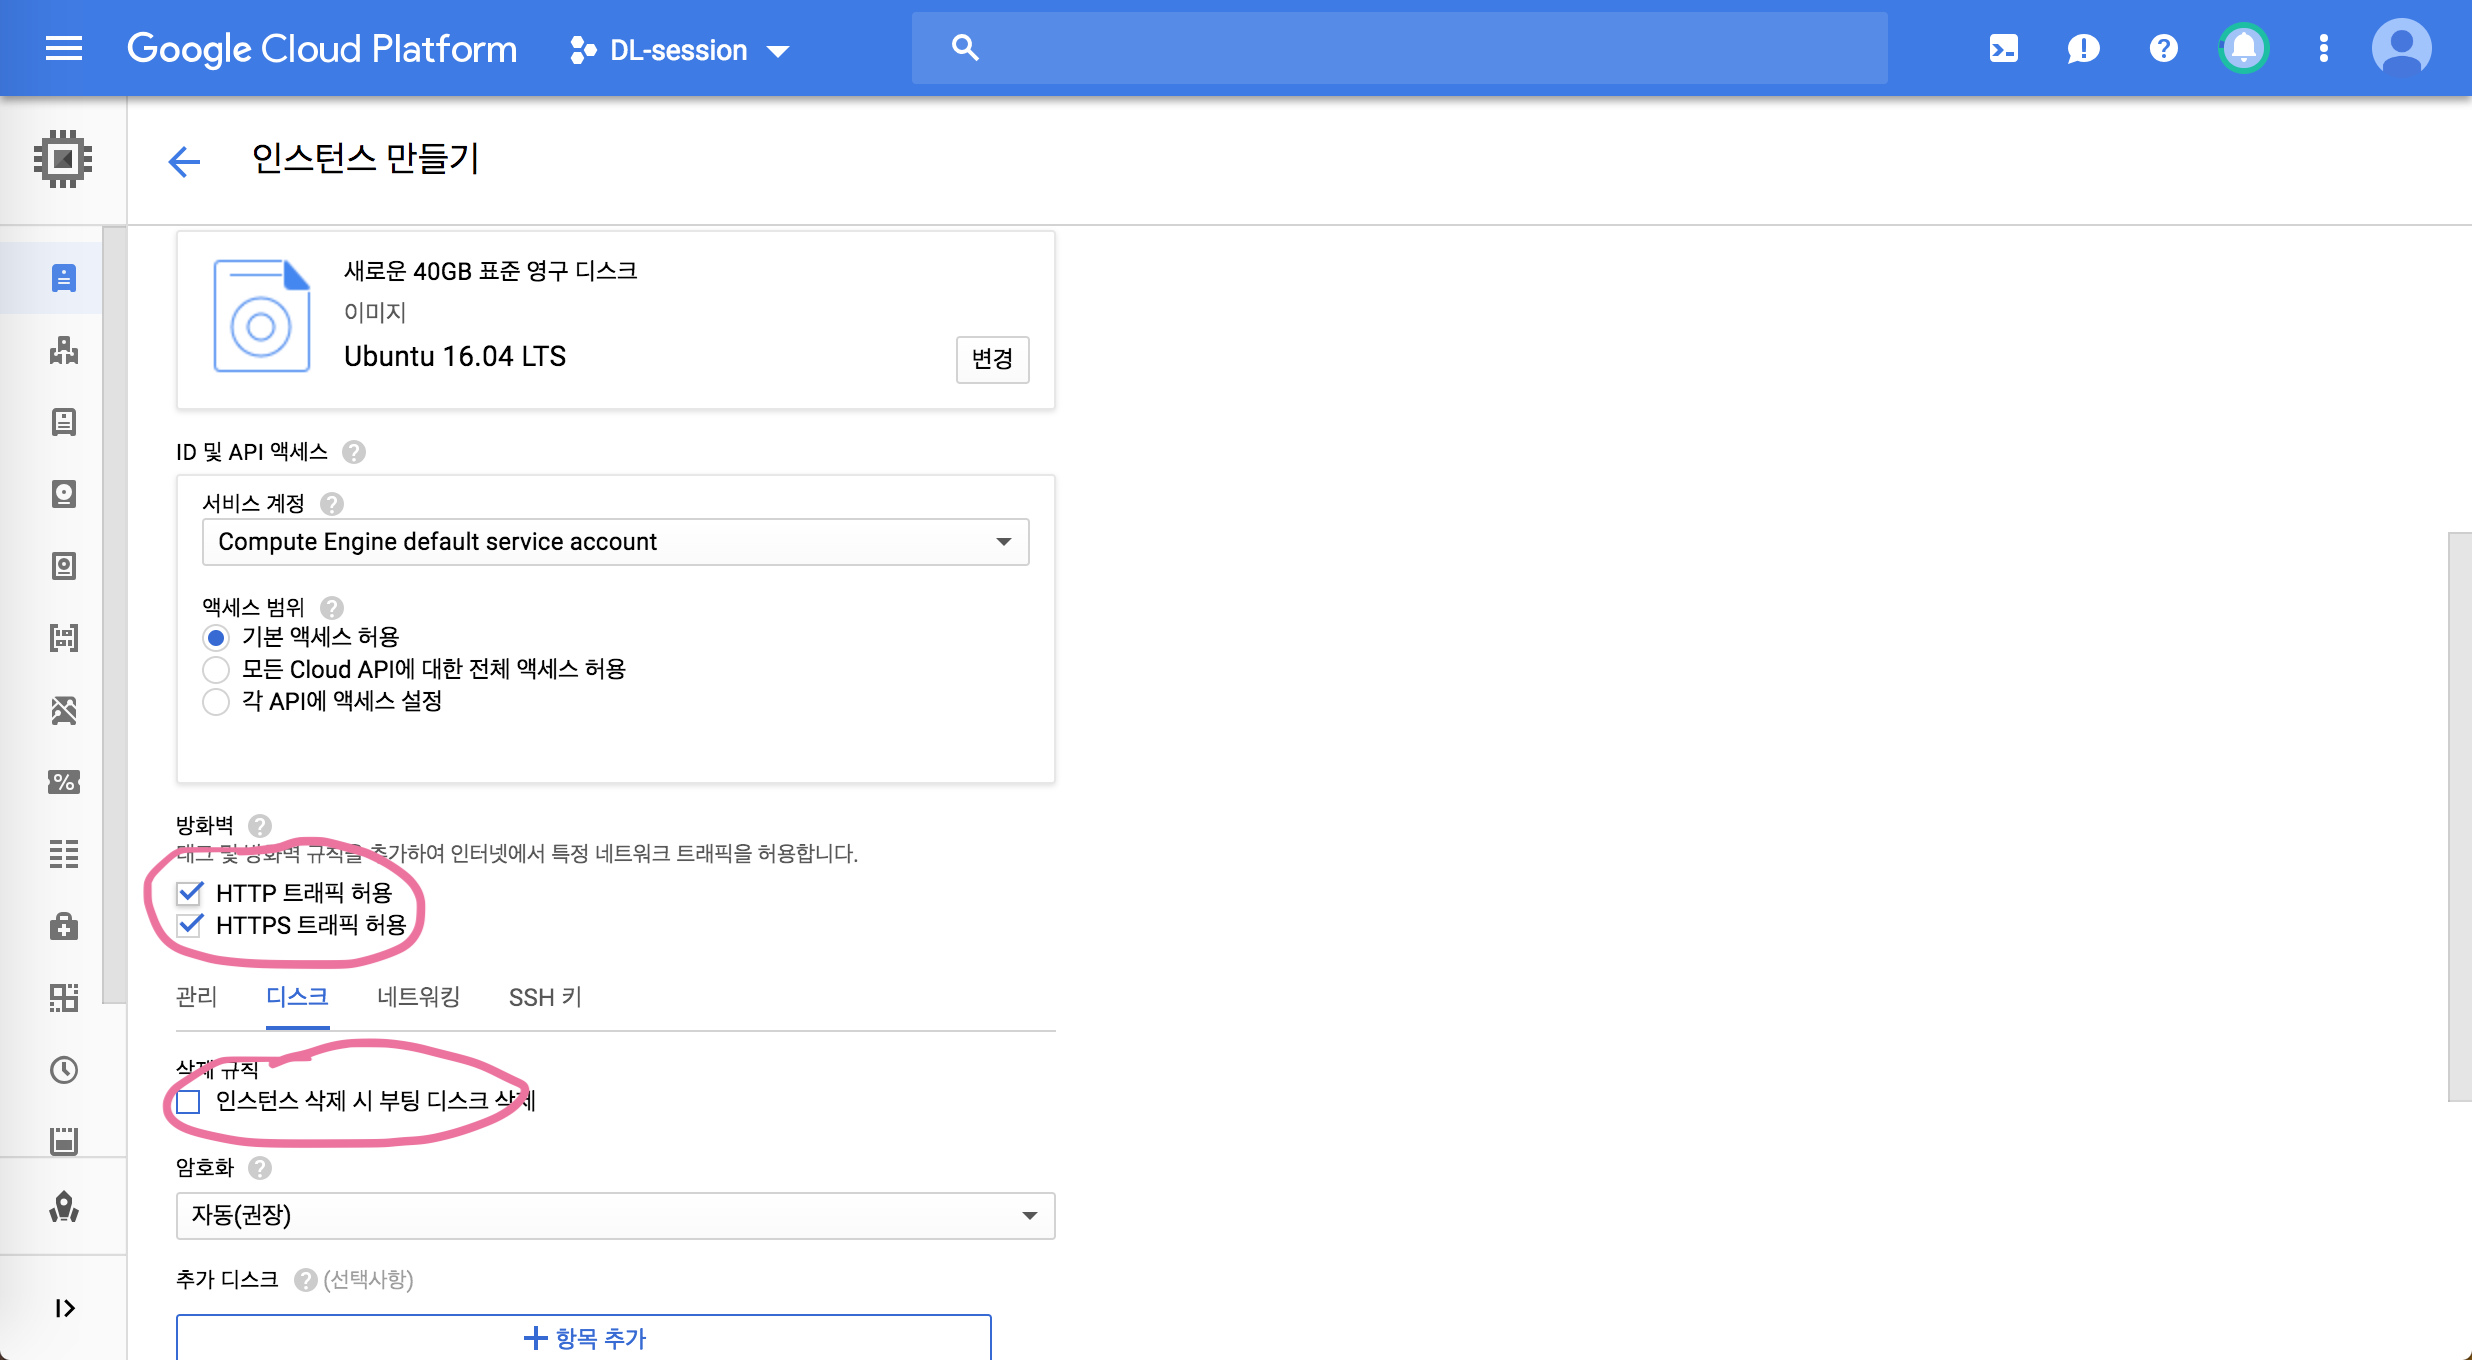 Google Cloud Platform
DL-session
인스턴스 만들기
새로운 40GB 표준 영구 디스크
이미지
Ubuntu 16.04 LTS
변경
ID 및 API 액세스
서비스 계정
Compute Engine default service account
액세스 범위
기본 액세스 허용
모든 Cloud API에 대한 전체 액세스 허용
각 API에 액세스 설정
방화벽
태그 및 방화벽 규칙을 추가하여 인터넷에서 특정 네트워크 트래픽을 허용합니다.
HTTP 트래픽 허용
HTTPS 트래픽 허용
관리 디스크 네트워킹 SSH 키
삭제 규칙
인스턴스 삭제 시 부팅 디스크 삭제
암호화
자동(권장)
추가 디스크 (선택사항)
+ 항목 추가